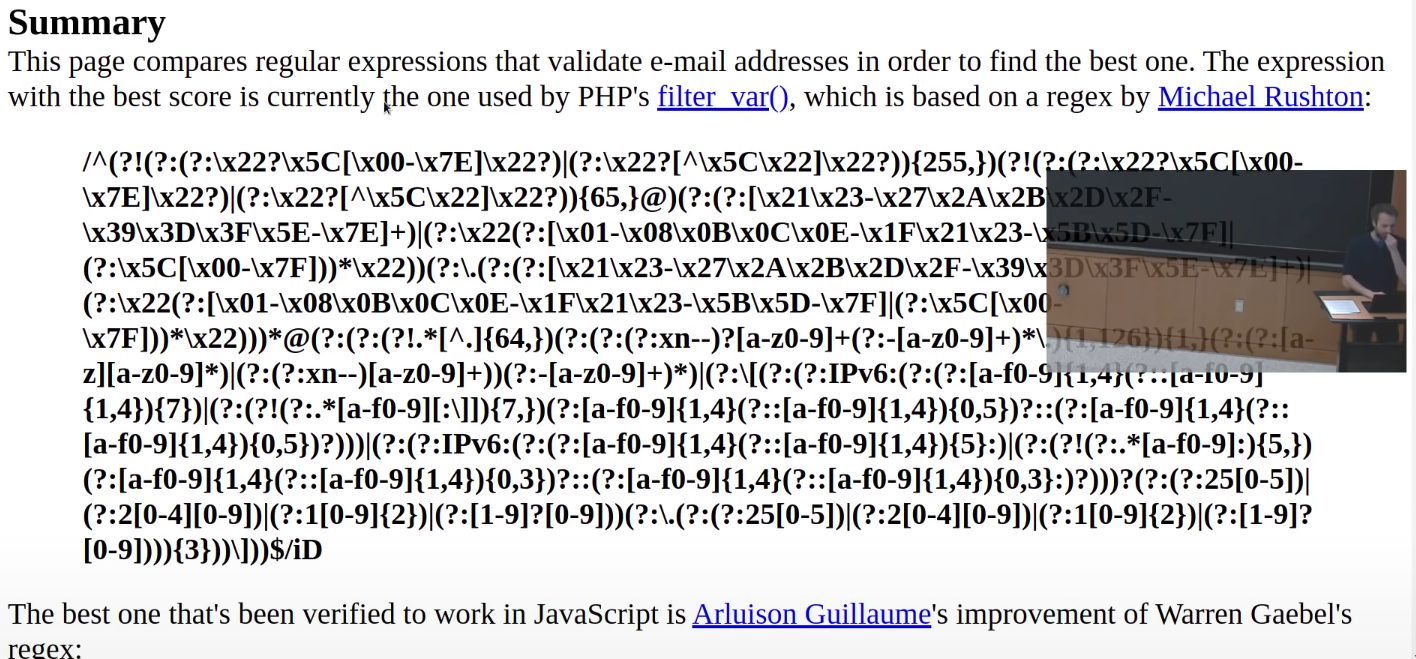 Summary
This page compares regular expressions that validate e-mail addresses in order to find the best one. The expression
with the best score is currently the one used by PHP's filter_var(), which is based on a regex by Michael Rushton:
/^(?!(?:(?:\x22?\x5C[\x00-\x7E]\x22?)|(?:\x22?[^\x5C\x22]\x22?)){255,})(?!(?:(?:\x22?\x5C[\x00-
\x7E]\x22?)|(?:\x22?[^\x5C\x22]\x22?)){65,}@)(?:(?:[\x21\x23-\x27\x2A\x2B\x2D\x2F-
\x39\x3D\x3F\x5E-\x7E]+)|(?:\x22(?:[\x01-\x08\x0B\x0C\x0E-\x1F\x21\x23-\x5B\x5D-\x7F]|
(?:\x5C[\x00-\x7F]))*\x22))(?:\.(?:(?:[\x21\x23-\x27\x2A\x2B\x2D\x2F-\x39\x3D\x3F\x5E-\x7E]+)|
(?:\x22(?:[\x01-\x08\x0B\x0C\x0E-\x1F\x21\x23-\x5B\x5D-\x7F]|(?:\x5C[\x00-
\x7F]))*\x22)))*@(?:(?:(?!.*[^.]{64,})(?:(?:(?:xn--)?[a-z0-9]+(?:-[a-z0-9]+)*\.){1,126}){1,}(?:(?:[a-
z][a-z0-9]*)|(?:(?:xn--)[a-z0-9]+))(?:-[a-z0-9]+)*)|(?:\[(?:(?:IPv6:(?:(?:[a-f0-9]{1,4}(?::[a-f0-9]
{1,4}){7})|(?:(?!(?:.*[a-f0-9][:\]]){7,})(?:[a-f0-9]{1,4}(?::[a-f0-9]{1,4}){0,5})?::(?:[a-f0-9]{1,4}(?::
[a-f0-9]{1,4}){0,5})?)))|(?:(?:IPv6:(?:(?:[a-f0-9]{1,4}(?::[a-f0-9]{1,4}){5}:)|(?:(?!(?:.*[a-f0-9]:){5,})
(?:[a-f0-9]{1,4}(?::[a-f0-9]{1,4}){0,3})?::(?:[a-f0-9]{1,4}(?::[a-f0-9]{1,4}){0,3}:)?)))?(?:(?:25[0-5])|
(?:2[0-4][0-9])|(?:1[0-9]{2})|(?:[1-9]?[0-9]))(?:\.(?:(?:25[0-5])|(?:2[0-4][0-9])|(?:1[0-9]{2})|(?:[1-9]?
[0-9]))){3}))\]))$/iD
The best one that's been verified to work in JavaScript is Arluison Guillaume's improvement of Warren Gaebel's
regex: